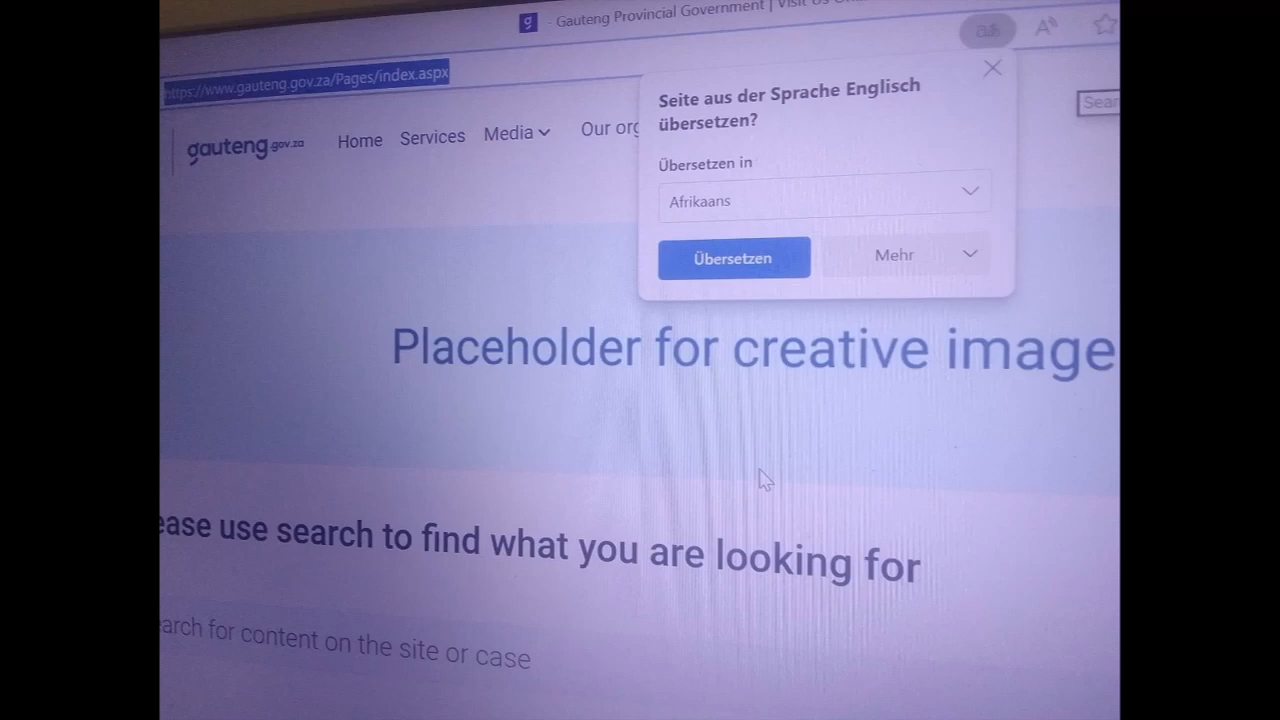 g - Gauteng Provincial Government | Visit Us
https://www.gauteng.gov.za/Pages/index.aspx
gauteng.gov.za Home Services Media Our
Seite aus der Sprache Englisch
übersetzen?
Übersetzen in
Afrikaans
Übersetzen Mehr
Placeholder for creative image
ease use search to find what you are looking for
earch for content on the site or case